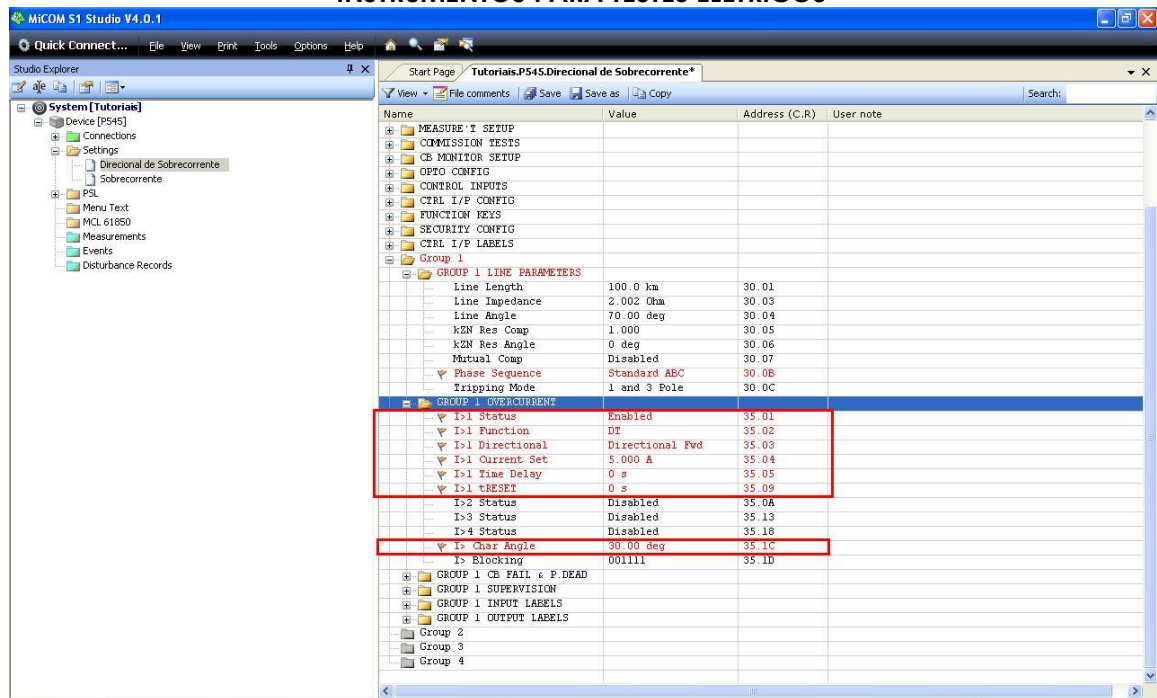 INSTRUMENTOS PARA TESTES ELÉTRICOS
MiCOM S1 Studio V4.0.1
Quick Connect... File View Print Tools Options Help
Studio Explorer
Start Page Tutoriais.P545.Direcional de Sobrecorrente*
View File comments Save Save as Copy Search:
System [Tutoriais]
Device [P545]
Connections
Settings
Direcional de Sobrecorrente
Sobrecorrente
PSL
Menu Text
MCL 61850
Measurements
Events
Disturbance Records
Name Value Address (C.R) User note
MEASURE'T SETUP
COMMISSION TESTS
CB MONITOR SETUP
OPTO CONFIG
CONTROL INPUTS
CTRL I/P CONFIG
FUNCTION KEYS
SECURITY CONFIG
CTRL I/P LABELS
Group 1
GROUP 1 LINE PARAMETERS
Line Length 100.0 km 30.01
Line Impedance 2.002 Ohm 30.03
Line Angle 70.00 deg 30.04
kZN Res Comp 1.000 30.05
kZN Res Angle 0 deg 30.06
Mutual Comp Disabled 30.07
Phase Sequence Standard ABC 30.0B
Tripping Mode 1 and 3 Pole 30.0C
GROUP 1 OVERCURRENT
I>1 Status Enabled 35.01
I>1 Function DT 35.02
I>1 Directional Directional Fwd 35.03
I>1 Current Set 5.000 A 35.04
I>1 Time Delay 0 s 35.05
I>1 tRESET 0 s 35.09
I>2 Status Disabled 35.0A
I>3 Status Disabled 35.13
I>4 Status Disabled 35.18
I> Char Angle 30.00 deg 35.1C
I> Blocking 001111 35.1D
GROUP 1 CB FAIL & P.DEAD
GROUP 1 SUPERVISION
GROUP 1 INPUT LABELS
GROUP 1 OUTPUT LABELS
Group 2
Group 3
Group 4